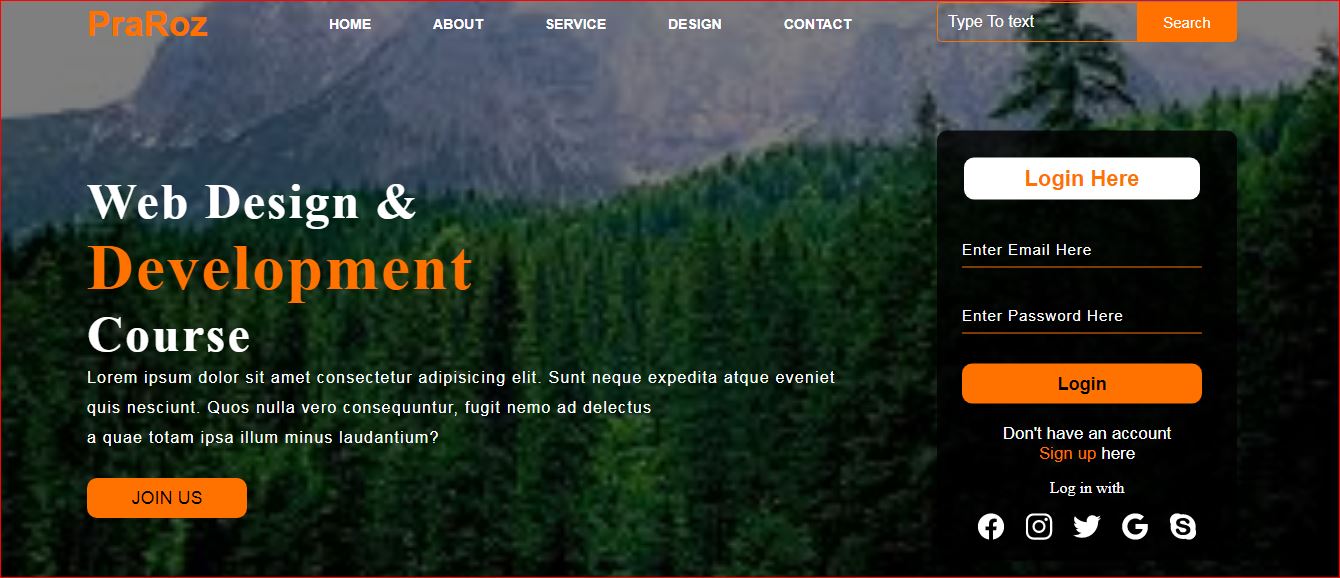 PraRoz
HOME ABOUT SERVICE DESIGN CONTACT
Type To text Search
Web Design &
Development
Course
Lorem ipsum dolor sit amet consectetur adipisicing elit. Sunt neque expedita atque eveniet
quis nesciunt. Quos nulla vero consequuntur, fugit nemo ad delectus
a quae totam ipsa illum minus laudantium?
JOIN US
Login Here
Enter Email Here
Enter Password Here
Login
Don't have an account
Sign up here
Log in with